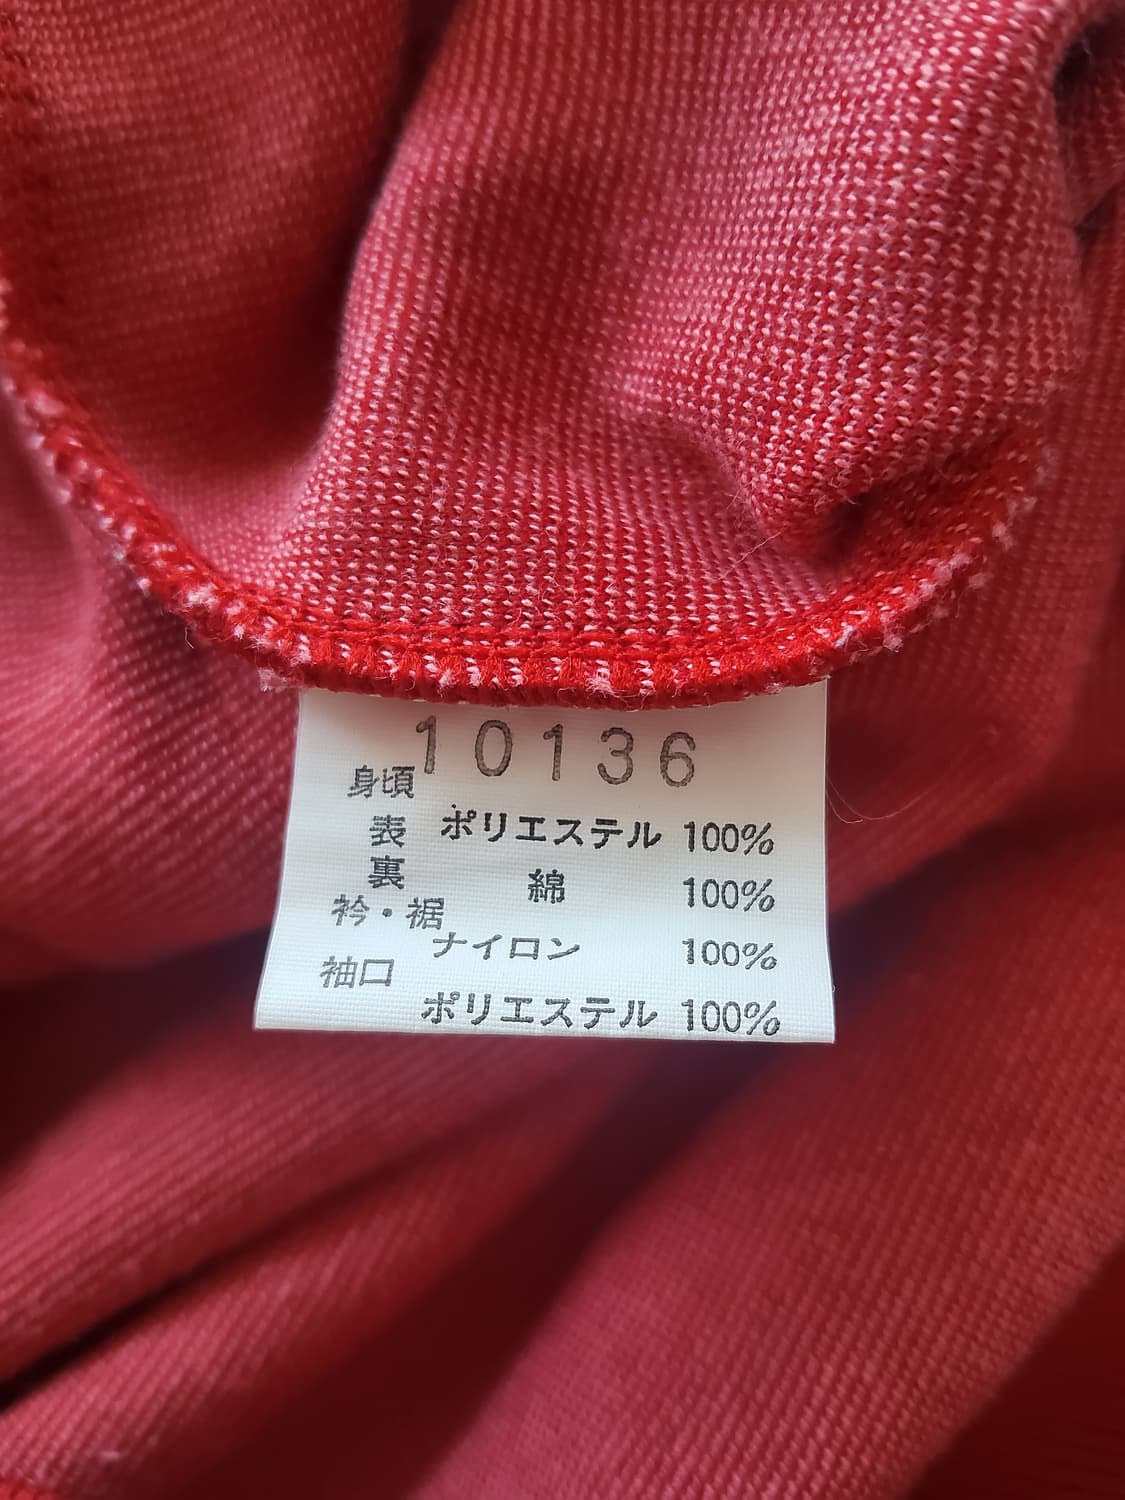 10136
身頃
表 ポリエステル 100%
裏 綿 100%
衿・裾
ナイロン 100%
袖口
ポリエステル 100%